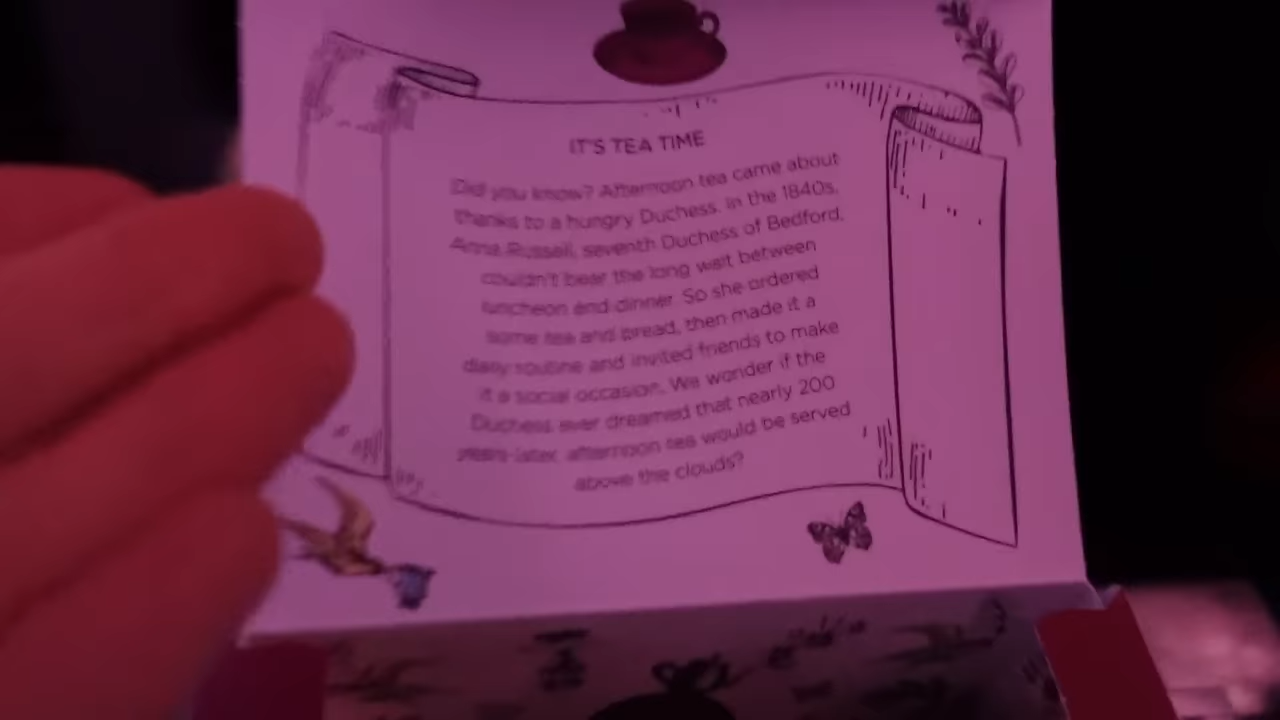 IT'S TEA TIME
Did you know? Afternoon tea came about
thanks to a hungry Duchess. In the 1840s,
Anna Russell, seventh Duchess of Bedford,
couldn't bear the long wait between
luncheon and dinner. So she ordered
some tea and bread, then made it a
diary routine and invited friends to make
it a social occasion. We wonder if the
Duchess ever dreamed that nearly 200
years later, afternoon tea would be served
above the clouds?